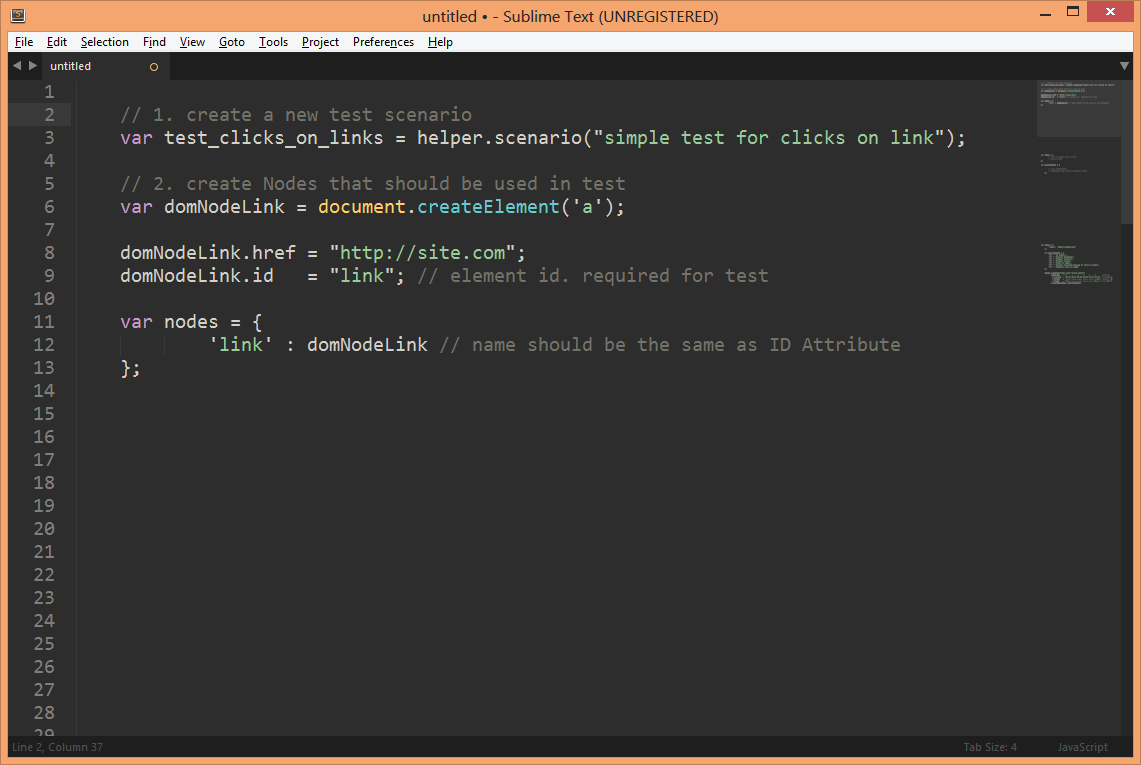 untitled • - Sublime Text (UNREGISTERED)
File Edit Selection Find View Goto Tools Project Preferences Help
untitled
1
2 // 1. create a new test scenario
3 var test_clicks_on_links = helper.scenario("simple test for clicks on link");
4
5 // 2. create Nodes that should be used in test
6 var domNodeLink = document.createElement('a');
7
8 domNodeLink.href = "http://site.com";
9 domNodeLink.id   = "link"; // element id. required for test
10
11 var nodes = {
12         'link' : domNodeLink // name should be the same as ID Attribute
13 };
14
15
16
17
18
19
20
21
22
23
24
25
26
27
28
29
Line 2, Column 37 Tab Size: 4 JavaScript